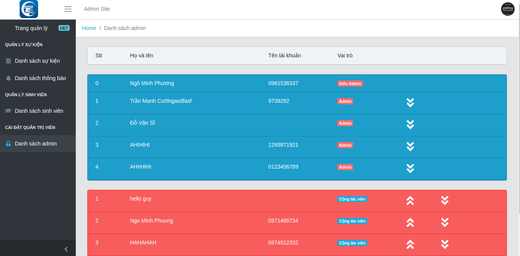 Admin Site
Trang quản lý UET
Home / Danh sách admin
QUẢN LÝ SỰ KIỆN
Danh sách sự kiện
Danh sách thông báo
QUẢN LÝ SINH VIÊN
Danh sách sinh viên
CÀI ĐẶT QUẢN TRỊ VIÊN
Danh sách admin
Stt Họ và tên Tên tài khoản Vai trò
0 Ngô Minh Phương 0961538337 Siêu Admin
1 Trần Mạnh Cườngasdfasf 9739292 Admin
2 Đỗ Văn Sĩ Admin
3 AHIHIHI 1293871921 Admin
4 AHIIHIHI 0123456789 Admin
1 hello guy Cộng tác viên
2 Ngo Minh Phuong 0971486734 Cộng tác viên
3 HAHAHAH 0974512332 Cộng tác viên